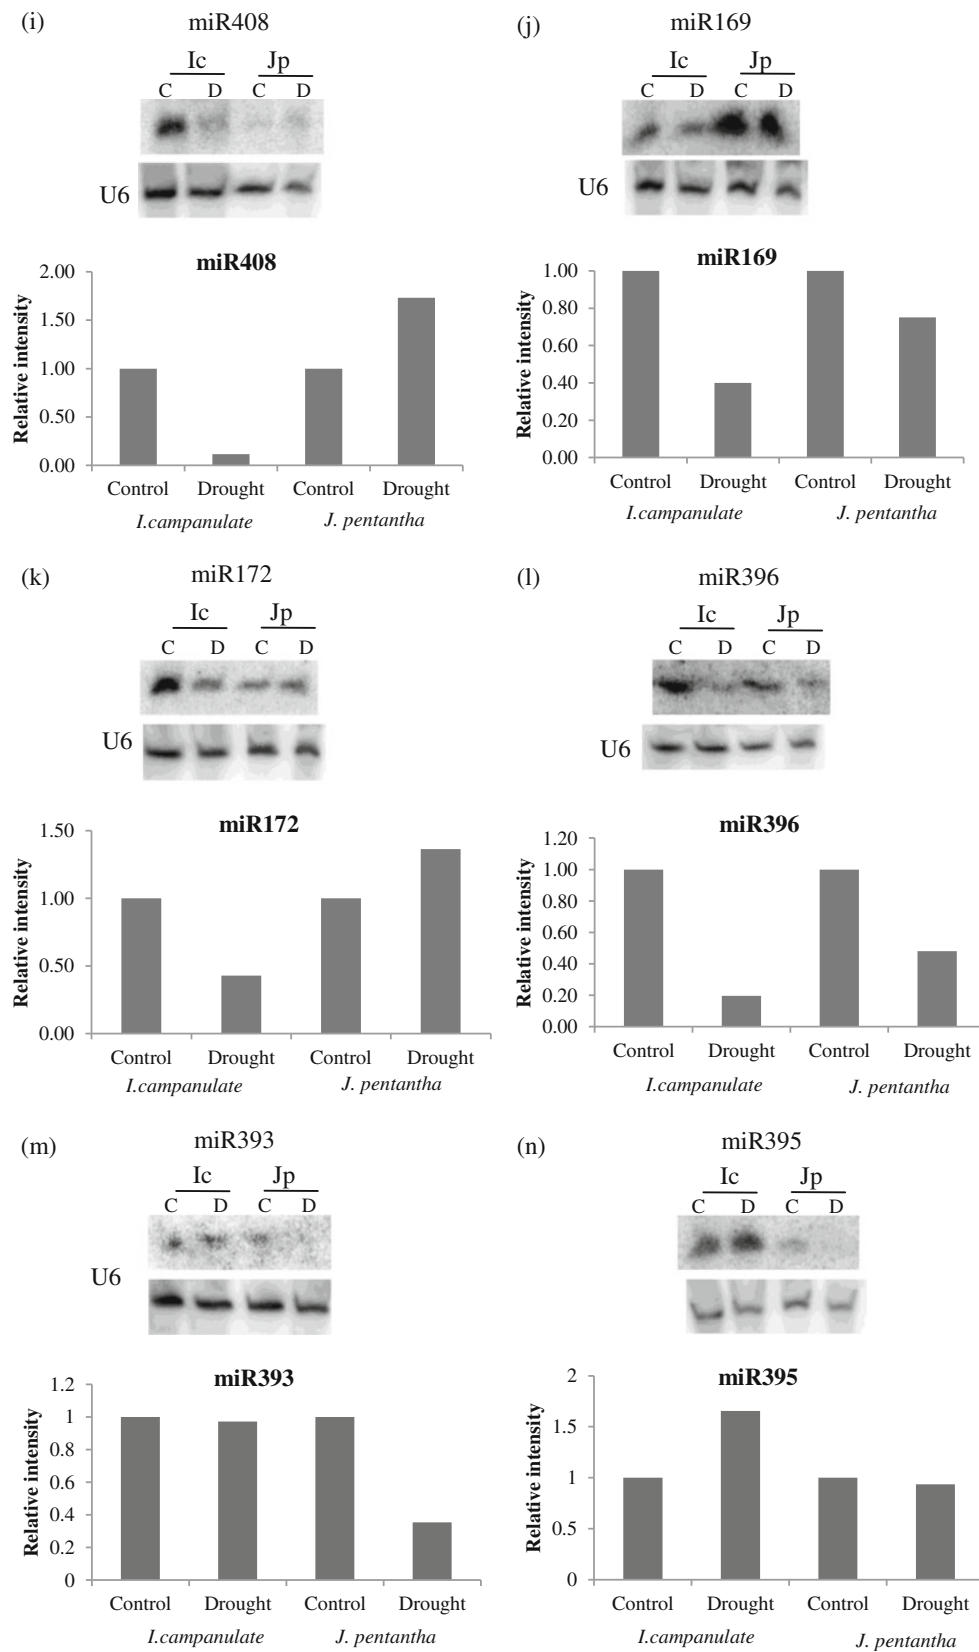 (i)
miR408
Ic Jp
C D C D
U6
miR408
Relative intensity
2.00
1.50
1.00
0.50
0.00
Control Drought Control Drought
I.campanulate J. pentantha
(j)
miR169
Ic Jp
C D C D
U6
miR169
Relative intensity
1.00
0.80
0.60
0.40
0.20
0.00
Control Drought Control Drought
I.campanulate J. pentantha
(k)
miR172
Ic Jp
C D C D
U6
miR172
Relative intensity
1.50
1.00
0.50
0.00
Control Drought Control Drought
I.campanulate J. pentantha
(l)
miR396
Ic Jp
C D C D
U6
miR396
Relative intensity
1.20
1.00
0.80
0.60
0.40
0.20
0.00
Control Drought Control Drought
I.campanulate J. pentantha
(m)
miR393
Ic Jp
C D C D
U6
miR393
Relative intensity
1.2
1
0.8
0.6
0.4
0.2
0
Control Drought Control Drought
I.campanulate J. pentantha
(n)
miR395
Ic Jp
C D C D
miR395
Relative intensity
2
1.5
1
0.5
0
Control Drought Control Drought
I.campanulate J. pentantha